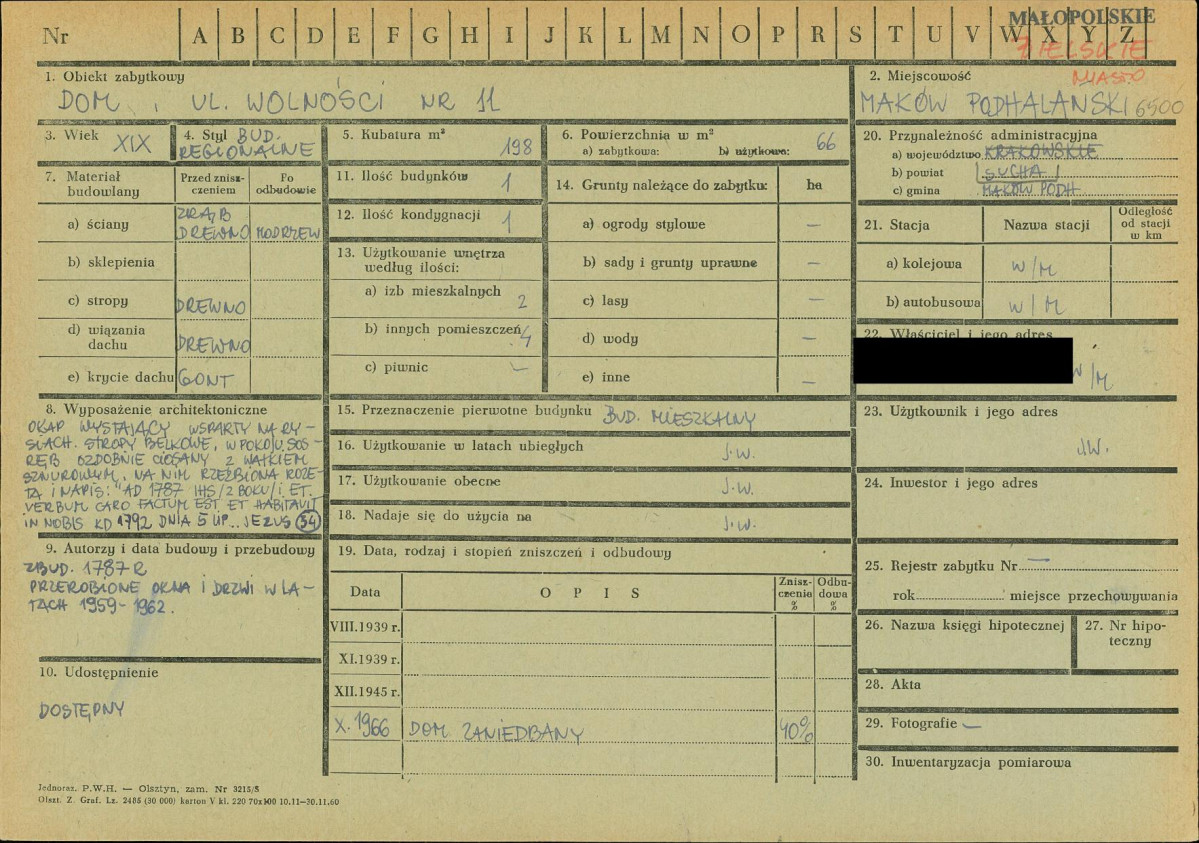 Nr A B C D E F G H I J K L M N O P R S T U V W X Y Z
MAŁOPOLSKIE
MIASTO
1. Obiekt zabytkowy
DOM, UL. WOLNOŚCI NR 11
2. Miejscowość
MAKÓW PODHALAŃSKI 6500
3. Wiek XIX
4. Styl BUD.
REGIONALNE
5. Kubatura m³
198
6. Powierzchnia w m²
a) zabytkowa: b) użytkowa: 66
7. Materiał budowlany
Przed znisz-
czeniem
Po
odbudowie
a) ściany ZRĄB
DREWNO MODRZEW
b) sklepienia
c) stropy DREWNO
d) wiązania
dachu DREWNO
e) krycie dachu GONT
8. Wyposażenie architektoniczne
OKAP WYSTAJĄCY WSPARTY NA RY-
SIACH. STROPY BELKOWE, W POKOJU SOS-
RĘB OZDOBNIE CIOSANY Z WAŁKIEM
SZNUROWYM, NA NIM RZEŹBIONA ROZE-
TA I NAPIS: "AD 1787 IHS /Z BOKU/ I ET
VERBUM CARO FACTUM EST ET HABITAVIT
IN NOBIS KD 1792 DNIA 5 LIP... JEZUS 34
9. Autorzy i data budowy i przebudowy
ZBUD. 1787 R
PRZEROBIONE OKNA I DRZWI W LA-
TACH 1959-1962.
10. Udostępnienie
DOSTĘPNY
11. Ilość budynków 1
12. Ilość kondygnacji 1
13. Użytkowanie wnętrza
według ilości:
a) izb mieszkalnych 2
b) innych pomieszczeń 4
c) piwnic –
14. Grunty należące do zabytku: ha
a) ogrody stylowe –
b) sady i grunty uprawne –
c) lasy –
d) wody –
e) inne –
15. Przeznaczenie pierwotne budynku BUD. MIESZKALNY
16. Użytkowanie w latach ubiegłych J.W.
17. Użytkowanie obecne J.W.
18. Nadaje się do użycia na J.W.
19. Data, rodzaj i stopień zniszczeń i odbudowy
Data OPIS Znisz-
czenia
% Odbu-
dowa
%
VIII.1939 r.
XI.1939 r.
XII.1945 r.
X. 1966 DOM ZANIEDBANY 40%
20. Przynależność administracyjna
a) województwo KRAKOWSKIE
b) powiat SUCHA
c) gmina MAKÓW PODH.
21. Stacja Nazwa stacji Odległość
od stacji
w km
a) kolejowa W/M
b) autobusowa W/M
22. Właściciel i jego adres
W/M
23. Użytkownik i jego adres
J.W.
24. Inwestor i jego adres
25. Rejestr zabytku Nr –
rok miejsce przechowywania
26. Nazwa księgi hipotecznej
27. Nr hipo-
teczny
28. Akta
29. Fotografie –
30. Inwentaryzacja pomiarowa
Jednoraz. P.W.H. — Olsztyn, zam. Nr 3215/S
Olszt. Z. Graf. Lz. 2485 (30 000) karton V kl. 220 70x100 10.11—30.11.60